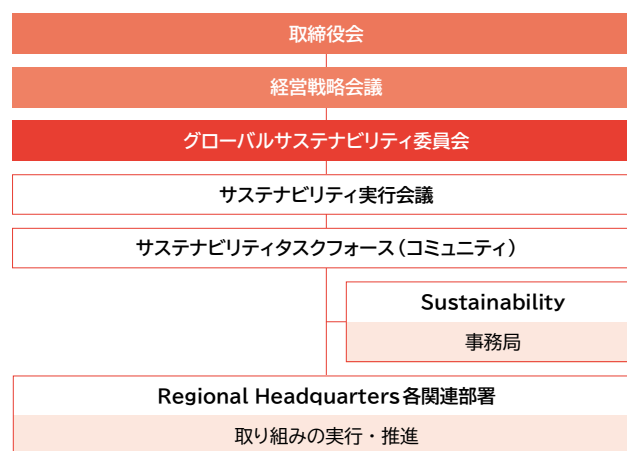 取締役会
経営戦略会議
グローバルサステナビリティ委員会
サステナビリティ実行会議
サステナビリティタスクフォース（コミュニティ）
Sustainability
事務局
Regional Headquarters各関連部署
取り組みの実行・推進